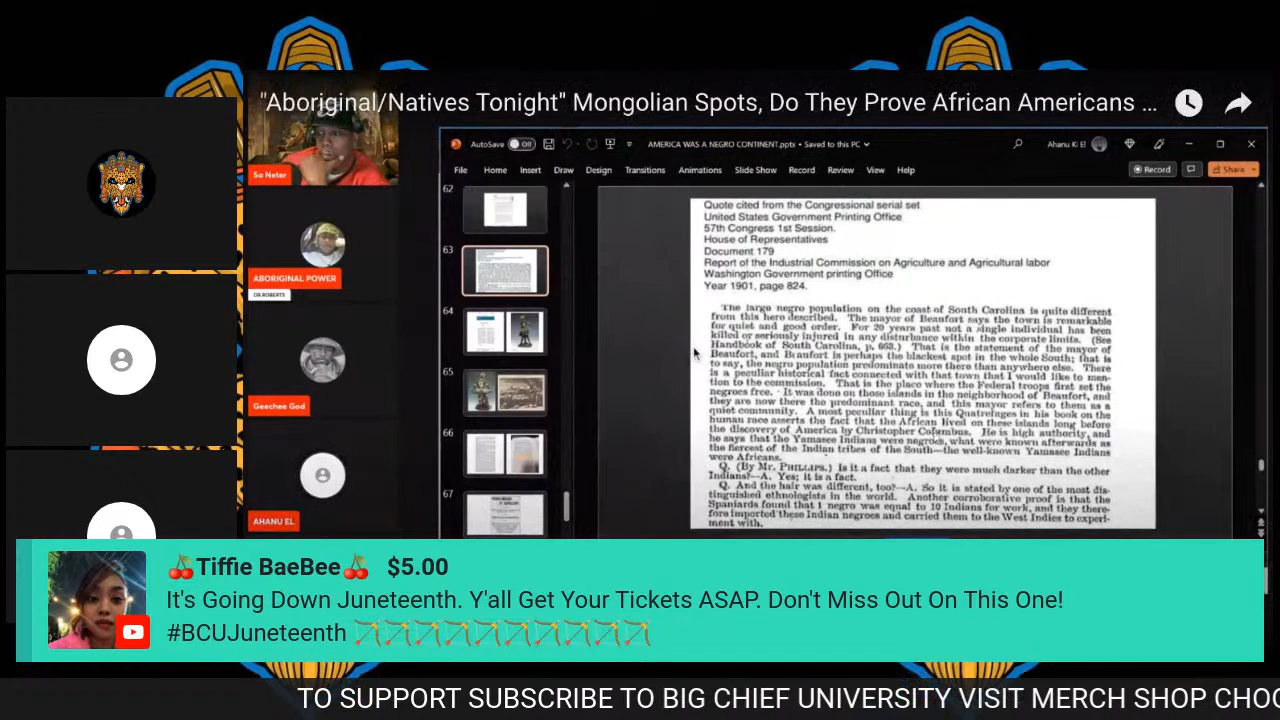 "Aboriginal/Natives Tonight" Mongolian Spots, Do They Prove African Americans ...
AutoSave Off
AMERICA WAS A NEGRO CONTINENT.pptx • Saved to this PC
Ahanu Ki El
File Home Insert Draw Design Transitions Animations Slide Show Record Review View Help
Record
Share
Sa Neter
ABORIGINAL POWER
DR ROBERTS
Geechee God
AHANU EL
62
63
64
65
66
67
Quote cited from the Congressional serial set
United States Government Printing Office
57th Congress 1st Session.
House of Representatives
Document 179
Report of the Industrial Commission on Agriculture and Agricultural labor
Washington Government printing Office
Year 1901, page 824.
The large negro population on the coast of South Carolina is quite different
from this here described. The mayor of Beaufort says the town is remarkable
for quiet and good order. For 20 years past not a single individual has been
killed or seriously injured in any disturbance within the corporate limits. (See
Handbook of South Carolina, p. 663.) That is the statement of the mayor of
Beaufort, and Beaufort is perhaps the blackest spot in the whole South; that is
to say, the negro population predominate more there than anywhere else. There
is a peculiar historical fact connected with that town that I would like to men-
tion to the commission. That is the place where the Federal troops first set the
negroes free. It was done on those islands in the neighborhood of Beaufort, and
they are now there the predominant race, and this mayor refers to them as a
quiet community. A most peculiar thing is this Quatrefages in his book on the
human race asserts the fact that the African lived on these islands long before
the discovery of America by Christopher Columbus. He is high authority, and
he says that the Yamasee Indians were negroes, what were known afterwards as
the fiercest of the Indian tribes of the South—the well-known Yamasee Indians
were Africans.
Q. (By Mr. PHILLIPS.) Is it a fact that they were much darker than the other
Indians?—A. Yes; it is a fact.
Q. And the hair was different, too?—A. So it is stated by one of the most dis-
tinguished ethnologists in the world. Another corroborative proof is that the
Spaniards found that 1 negro was equal to 10 Indians for work, and they there-
fore imported these Indian negroes and carried them to the West Indies to experi-
ment with.
🍒Tiffie BaeBee🍒 $5.00
It's Going Down Juneteenth. Y'all Get Your Tickets ASAP. Don't Miss Out On This One!
#BCUJuneteenth 🏹🏹🏹🏹🏹🏹🏹🏹🏹🏹
TO SUPPORT SUBSCRIBE TO BIG CHIEF UNIVERSITY VISIT MERCH SHOP CHOO